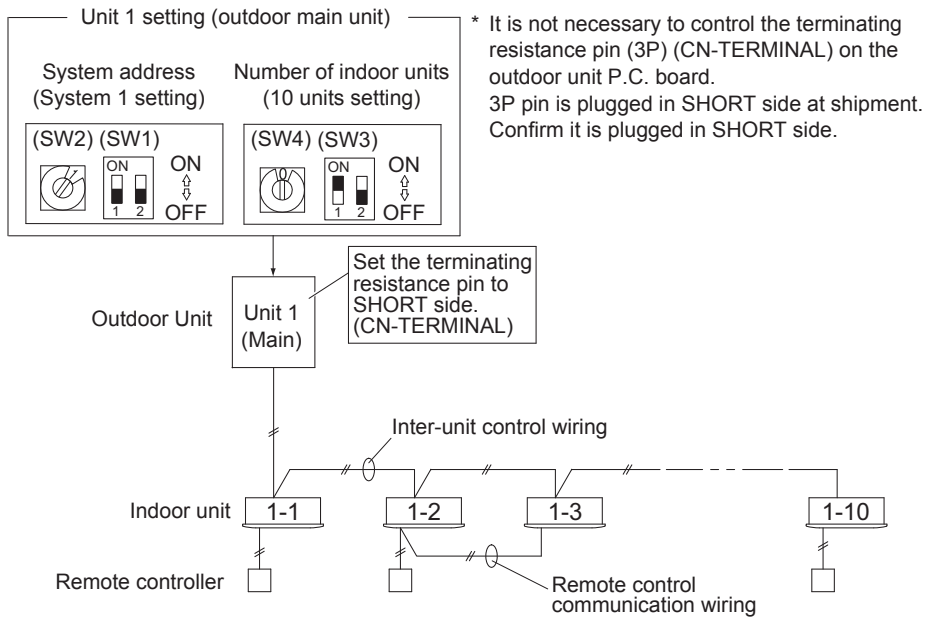 Unit 1 setting (outdoor main unit)
* It is not necessary to control the terminating
resistance pin (3P) (CN-TERMINAL) on the
outdoor unit P.C. board.
3P pin is plugged in SHORT side at shipment.
Confirm it is plugged in SHORT side.
System address
(System 1 setting)
Number of indoor units
(10 units setting)
(SW2) (SW1)
ON
1 2
ON
OFF
(SW4) (SW3)
0
ON
1 2
ON
OFF
Set the terminating
resistance pin to
SHORT side.
(CN-TERMINAL)
Outdoor Unit
Unit 1
(Main)
Inter-unit control wiring
Indoor unit
1-1
1-2
1-3
1-10
Remote controller
Remote control
communication wiring